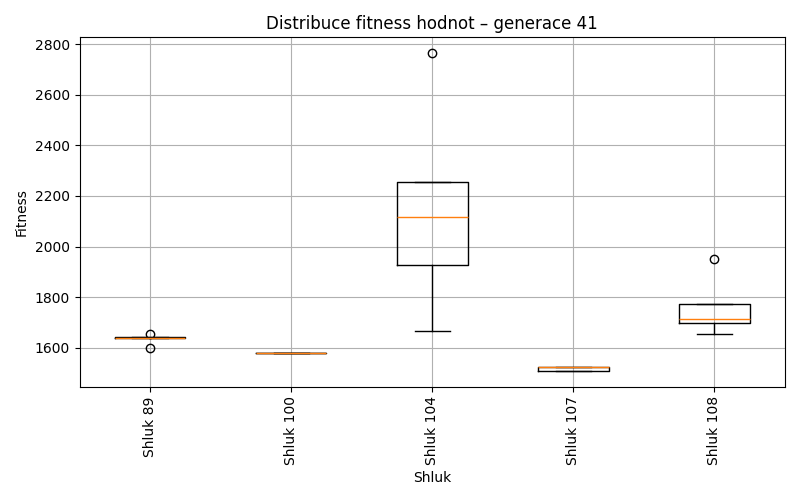 Distribuce fitness hodnot – generace 41
2800
2600
2400
2200
2000
1800
1600
Fitness
Shluk 89
Shluk 100
Shluk 104
Shluk 107
Shluk 108
Shluk